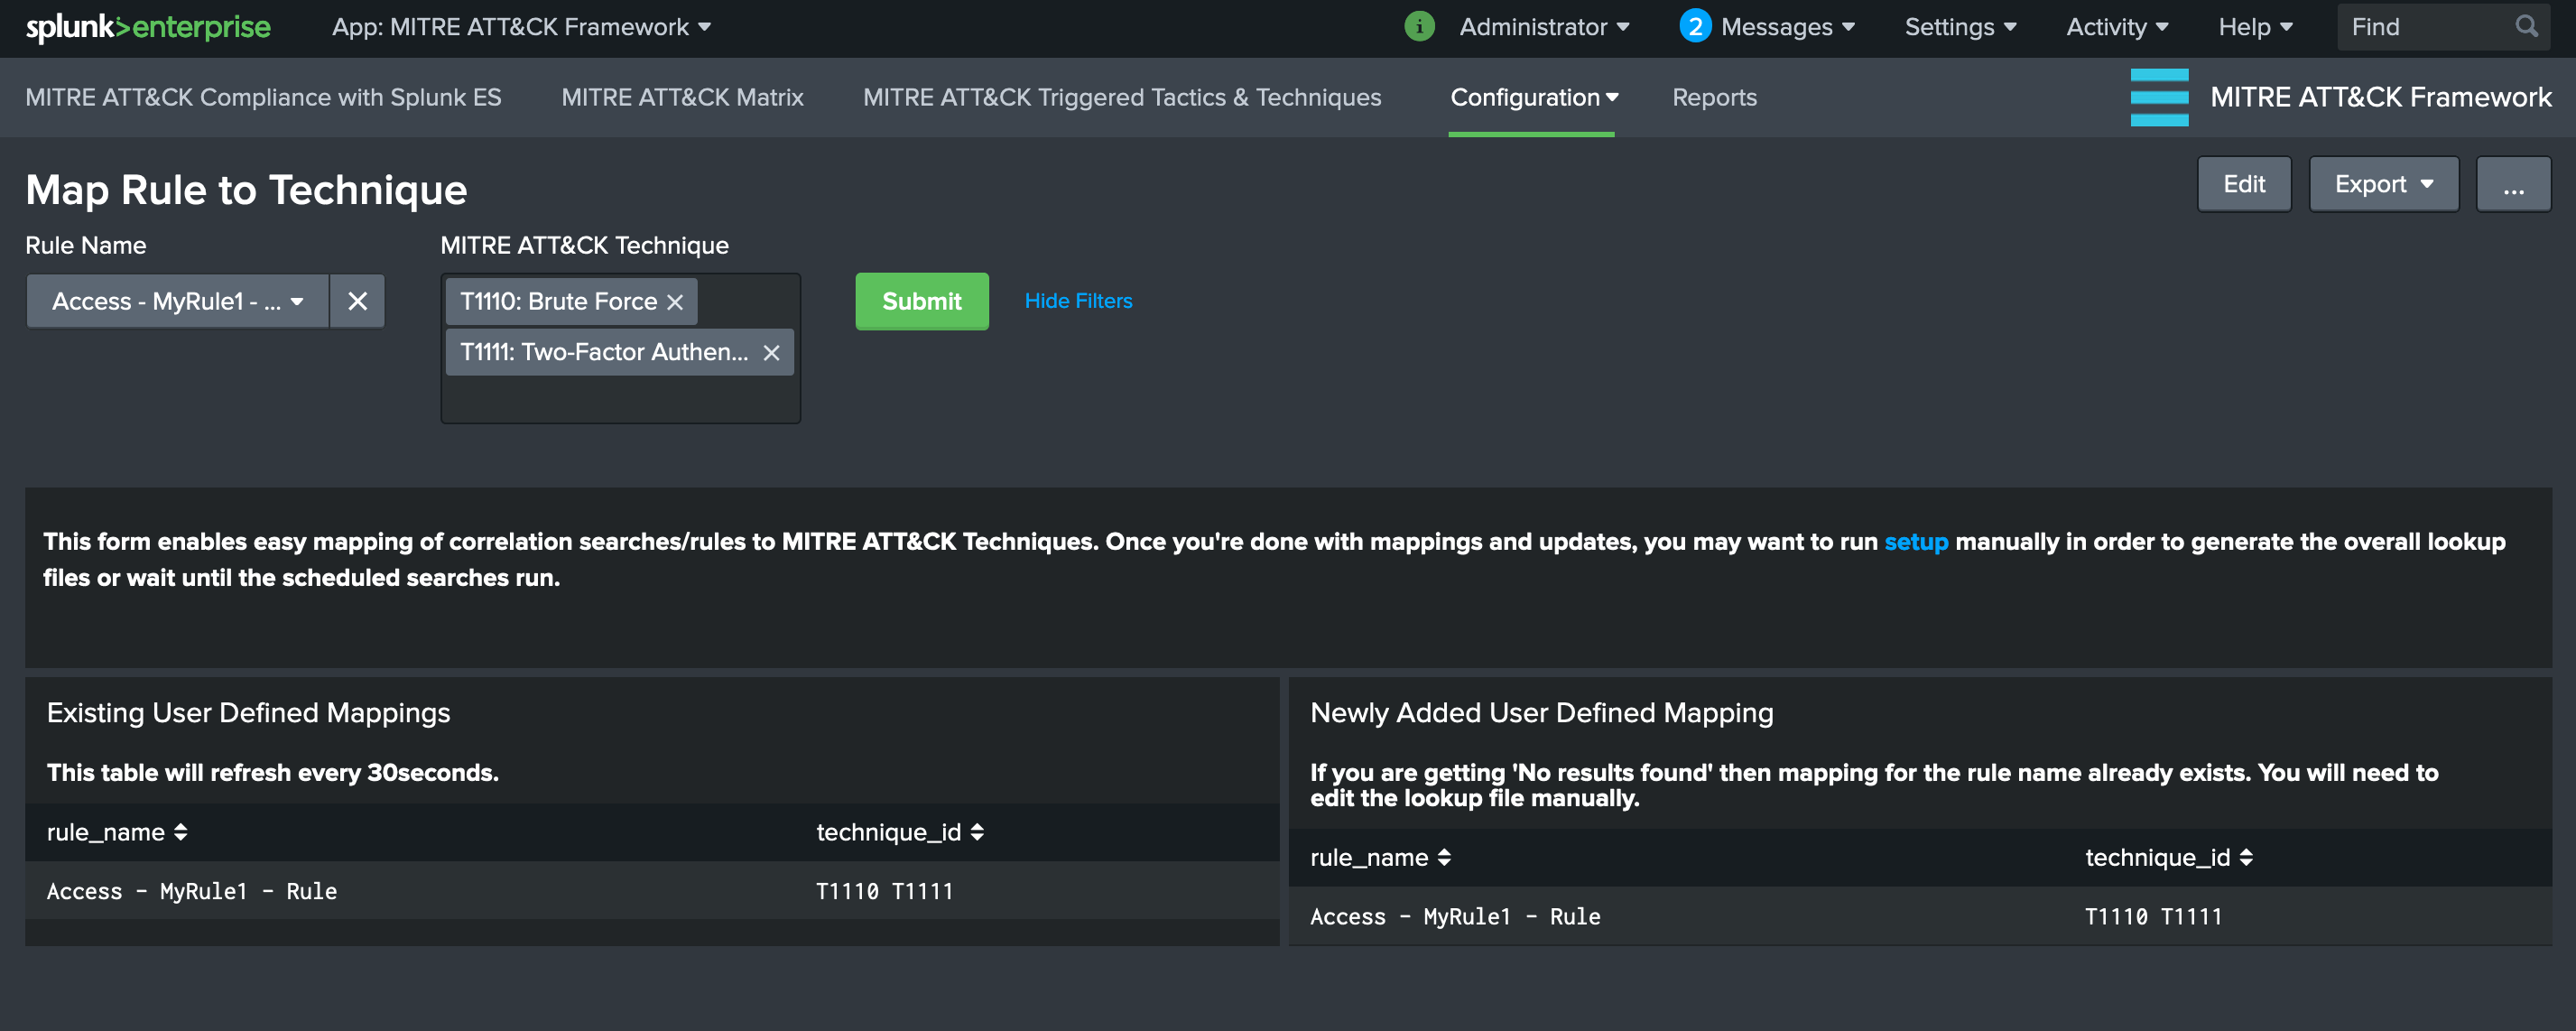 splunk>enterprise App: MITRE ATT&CK Framework i Administrator 2 Messages Settings Activity Help Find
MITRE ATT&CK Compliance with Splunk ES MITRE ATT&CK Matrix MITRE ATT&CK Triggered Tactics & Techniques Configuration Reports MITRE ATT&CK Framework
Map Rule to Technique
Edit Export ...
Rule Name MITRE ATT&CK Technique
Access - MyRule1 - ... T1110: Brute Force Submit Hide Filters
T1111: Two-Factor Authen...
This form enables easy mapping of correlation searches/rules to MITRE ATT&CK Techniques. Once you're done with mappings and updates, you may want to run setup manually in order to generate the overall lookup
files or wait until the scheduled searches run.
Existing User Defined Mappings
This table will refresh every 30seconds.
rule_name technique_id
Access - MyRule1 - Rule T1110 T1111
Newly Added User Defined Mapping
If you are getting 'No results found' then mapping for the rule name already exists. You will need to
edit the lookup file manually.
rule_name technique_id
Access - MyRule1 - Rule T1110 T1111